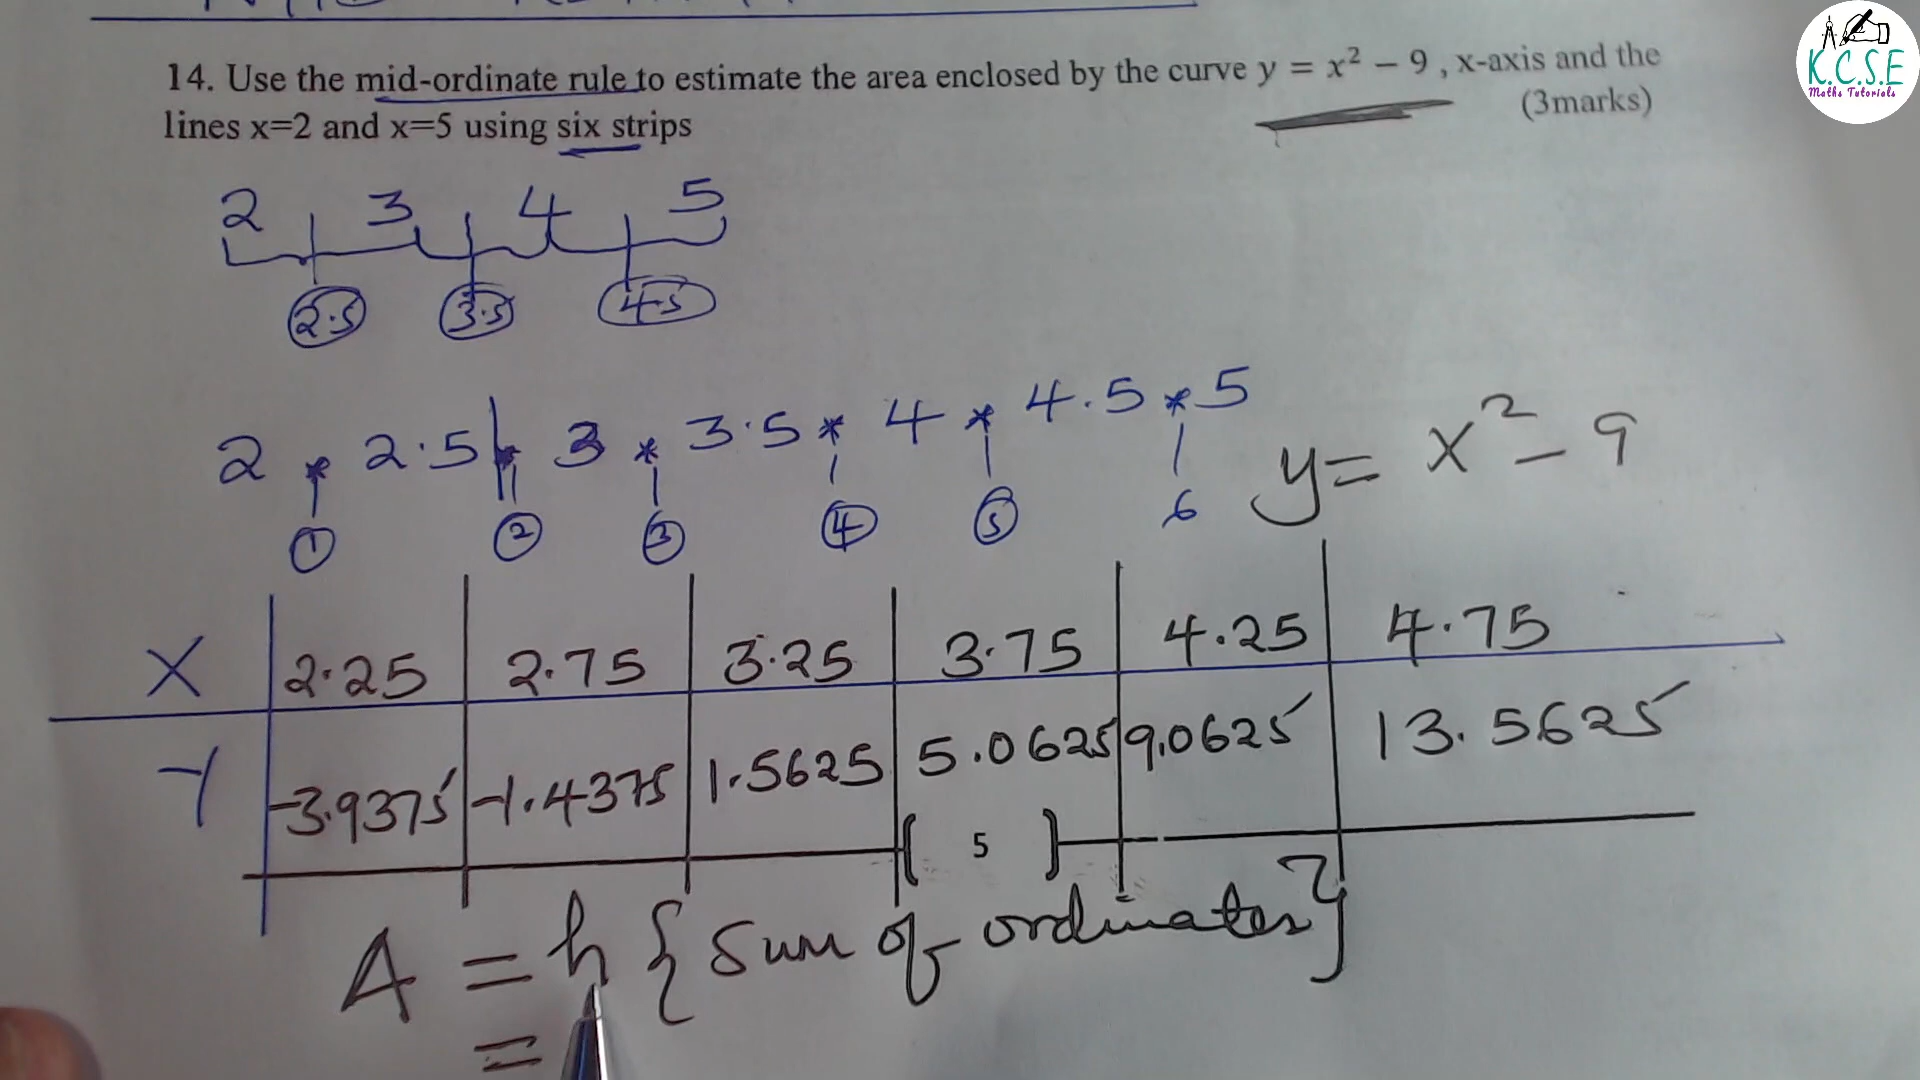 K.C.S.E
Maths Tutorials
14. Use the mid-ordinate rule to estimate the area enclosed by the curve y = x² − 9 , x-axis and the
lines x=2 and x=5 using six strips
(3marks)
2 3 4 5
2.5 3.5 4.5
2 * 2.5 * 3 * 3.5 * 4 * 4.5 * 5
1 2 3 4 5 6
y = x² − 9
X 2.25 2.75 3.25 3.75 4.25 4.75
Y -3.9375 -1.4375 1.5625 5.0625 9.0625 13.5625
5
A = h { Sum of ordinates }
=